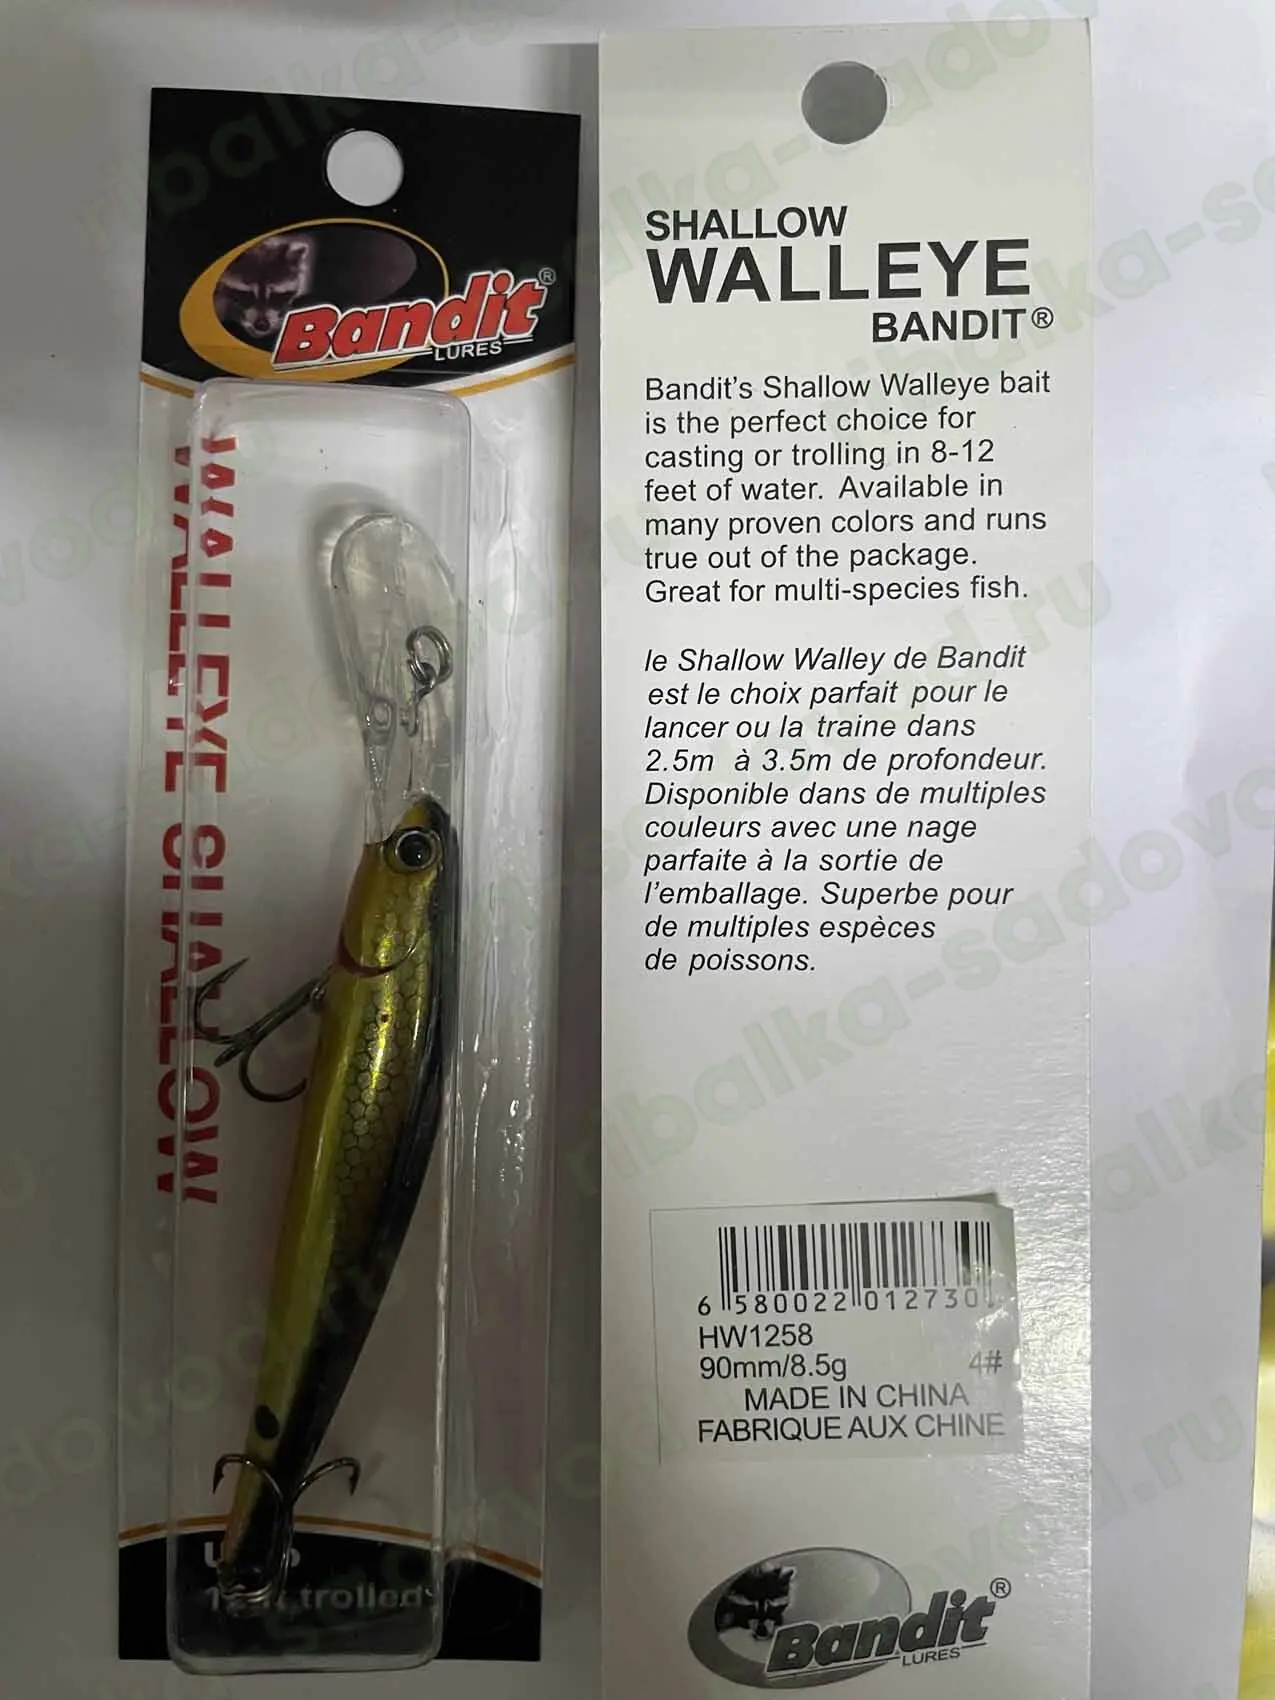 Bandit®
LURES
WALLEYE SHALLOW
trolled
SHALLOW
WALLEYE
BANDIT®
Bandit's Shallow Walleye bait
is the perfect choice for
casting or trolling in 8-12
feet of water. Available in
many proven colors and runs
true out of the package.
Great for multi-species fish.
le Shallow Walley de Bandit
est le choix parfait pour le
lancer ou la traine dans
2.5m à 3.5m de profondeur.
Disponible dans de multiples
couleurs avec une nage
parfaite à la sortie de
l'emballage. Superbe pour
de multiples espèces
de poissons.
6 580022 012730
HW1258
90mm/8.5g 4#
MADE IN CHINA
FABRIQUE AUX CHINE
Bandit®
LURES
ribalka-sadovod.ru